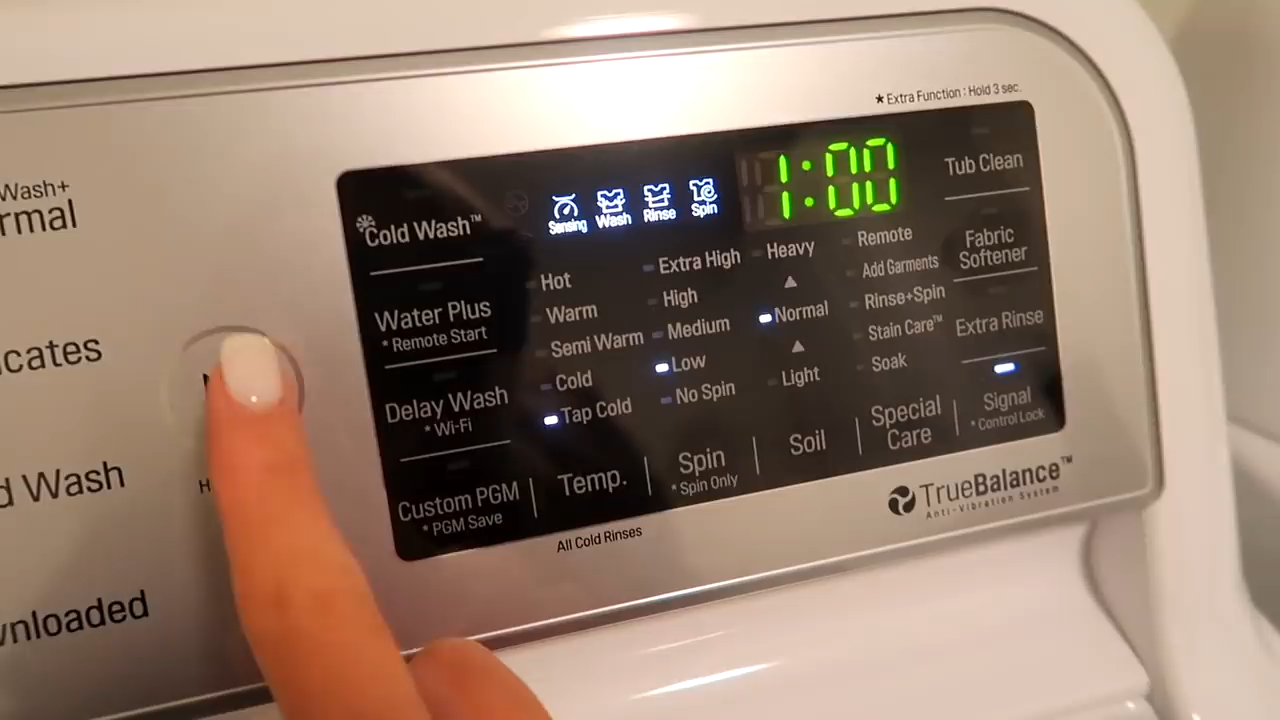 Wash+
rmal
cates
d Wash
wnloaded
★ Extra Function : Hold 3 sec.
Cold Wash™
Water Plus
* Remote Start
Delay Wash
* Wi-Fi
Custom PGM
* PGM Save
Sensing Wash Rinse Spin
1:00
Hot
Warm
Semi Warm
Cold
Tap Cold
Temp.
Extra High
High
Medium
Low
No Spin
Spin
* Spin Only
Heavy
Normal
Light
Soil
Remote
Add Garments
Rinse+Spin
Stain Care™
Soak
Special
Care
Tub Clean
Fabric
Softener
Extra Rinse
Signal
* Control Lock
All Cold Rinses
TrueBalance™
Anti-Vibration System